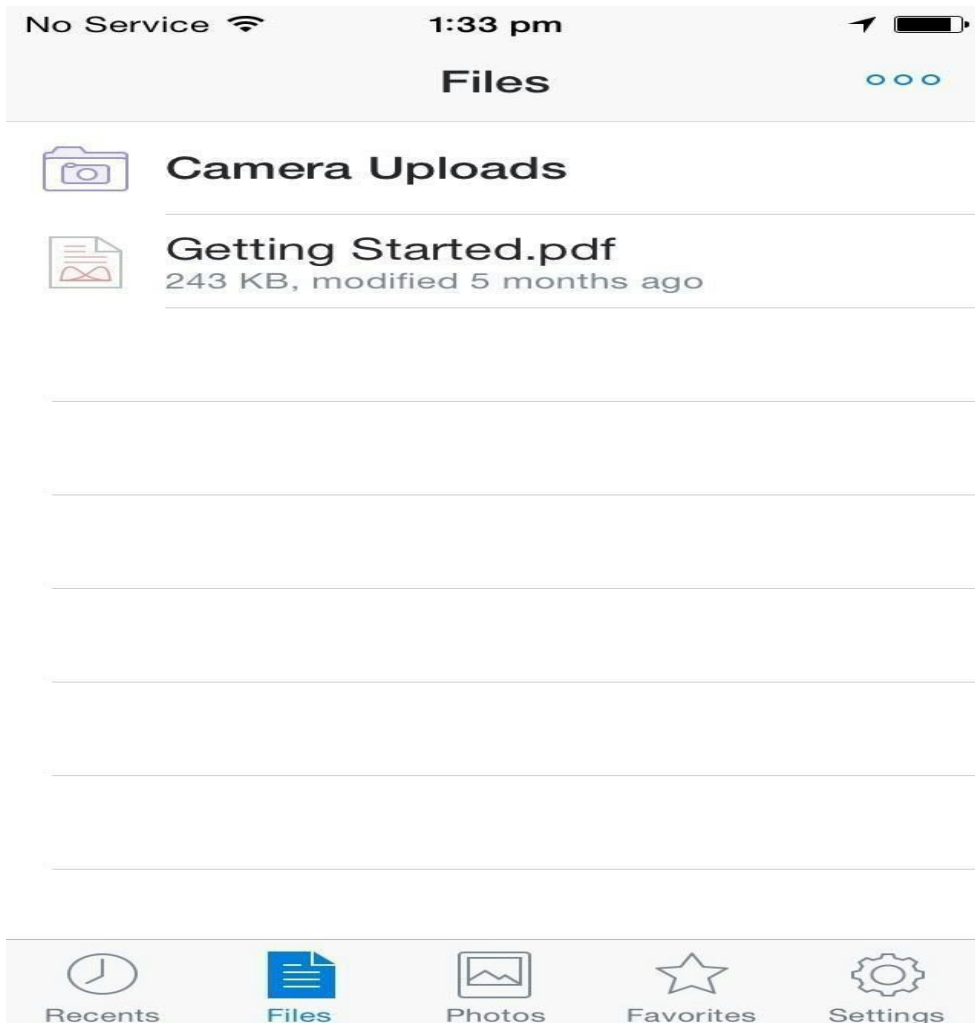 No Service 1:33 pm
Files
Camera Uploads
Getting Started.pdf
243 KB, modified 5 months ago
Recents Files Photos Favorites Settings